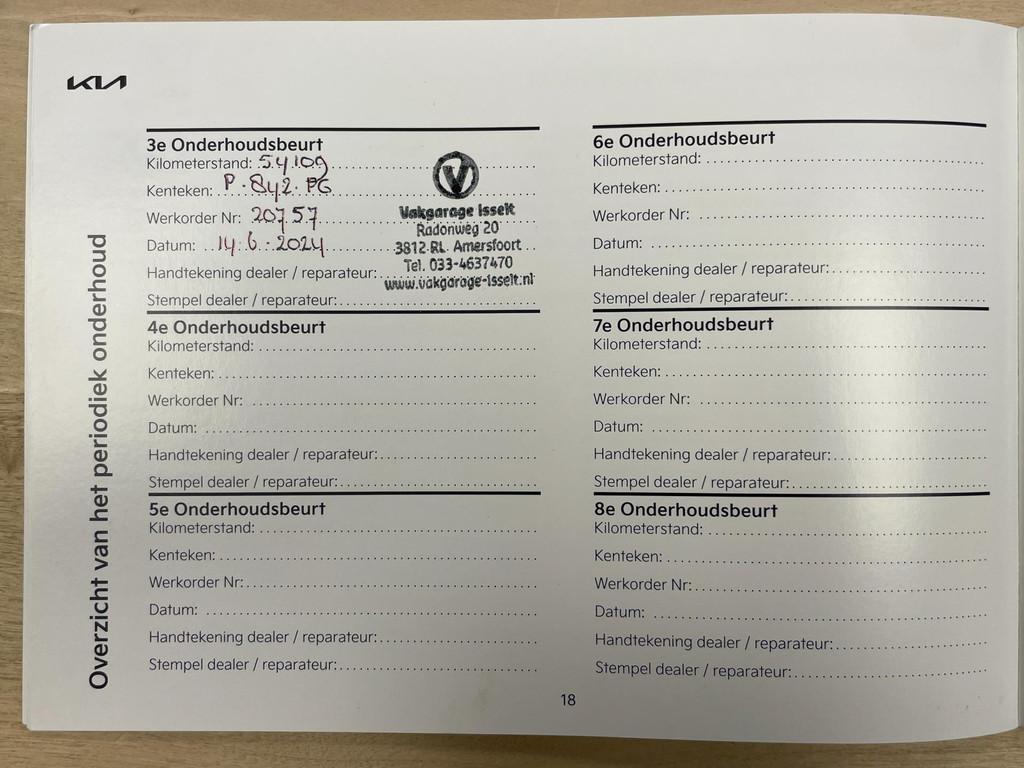 KIA
Overzicht van het periodiek onderhoud
3e Onderhoudsbeurt
Kilometerstand: 54109
Kenteken: P-842-PG
Werkorder Nr: 20757
Datum: 14-6-2024
Handtekening dealer / reparateur:
Stempel dealer / reparateur:
V
Vakgarage Isselt
Radonweg 20
3812 RL Amersfoort
Tel. 033-4637470
www.vakgarage-isselt.nl
4e Onderhoudsbeurt
Kilometerstand:
Kenteken:
Werkorder Nr:
Datum:
Handtekening dealer / reparateur:
Stempel dealer / reparateur:
5e Onderhoudsbeurt
Kilometerstand:
Kenteken:
Werkorder Nr:
Datum:
Handtekening dealer / reparateur:
Stempel dealer / reparateur:
6e Onderhoudsbeurt
Kilometerstand:
Kenteken:
Werkorder Nr:
Datum:
Handtekening dealer / reparateur:
Stempel dealer / reparateur:
7e Onderhoudsbeurt
Kilometerstand:
Kenteken:
Werkorder Nr:
Datum:
Handtekening dealer / reparateur:
Stempel dealer / reparateur:
8e Onderhoudsbeurt
Kilometerstand:
Kenteken:
Werkorder Nr:
Datum:
Handtekening dealer / reparateur:
Stempel dealer / reparateur:
18